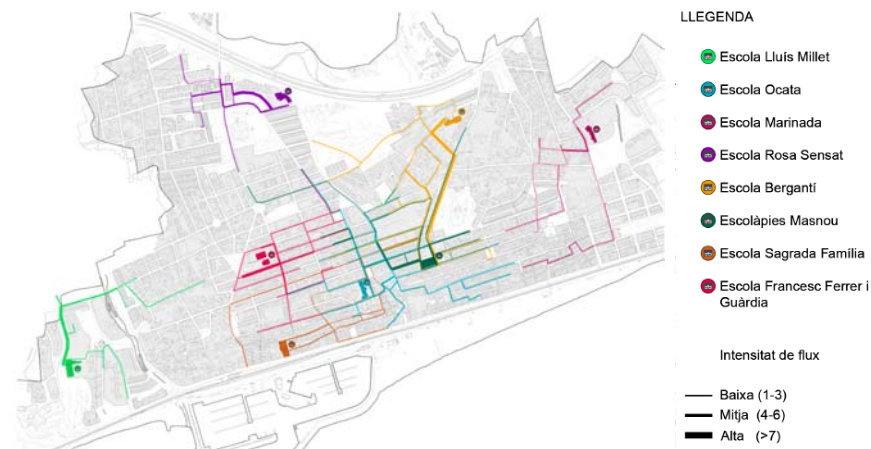 LLEGENDA
Escola Lluís Millet
Escola Ocata
Escola Marinada
Escola Rosa Sensat
Escola Bergantí
Escolàpies Masnou
Escola Sagrada Família
Escola Francesc Ferrer i
Guàrdia
Intensitat de flux
Baixa (1-3)
Mitja (4-6)
Alta (>7)